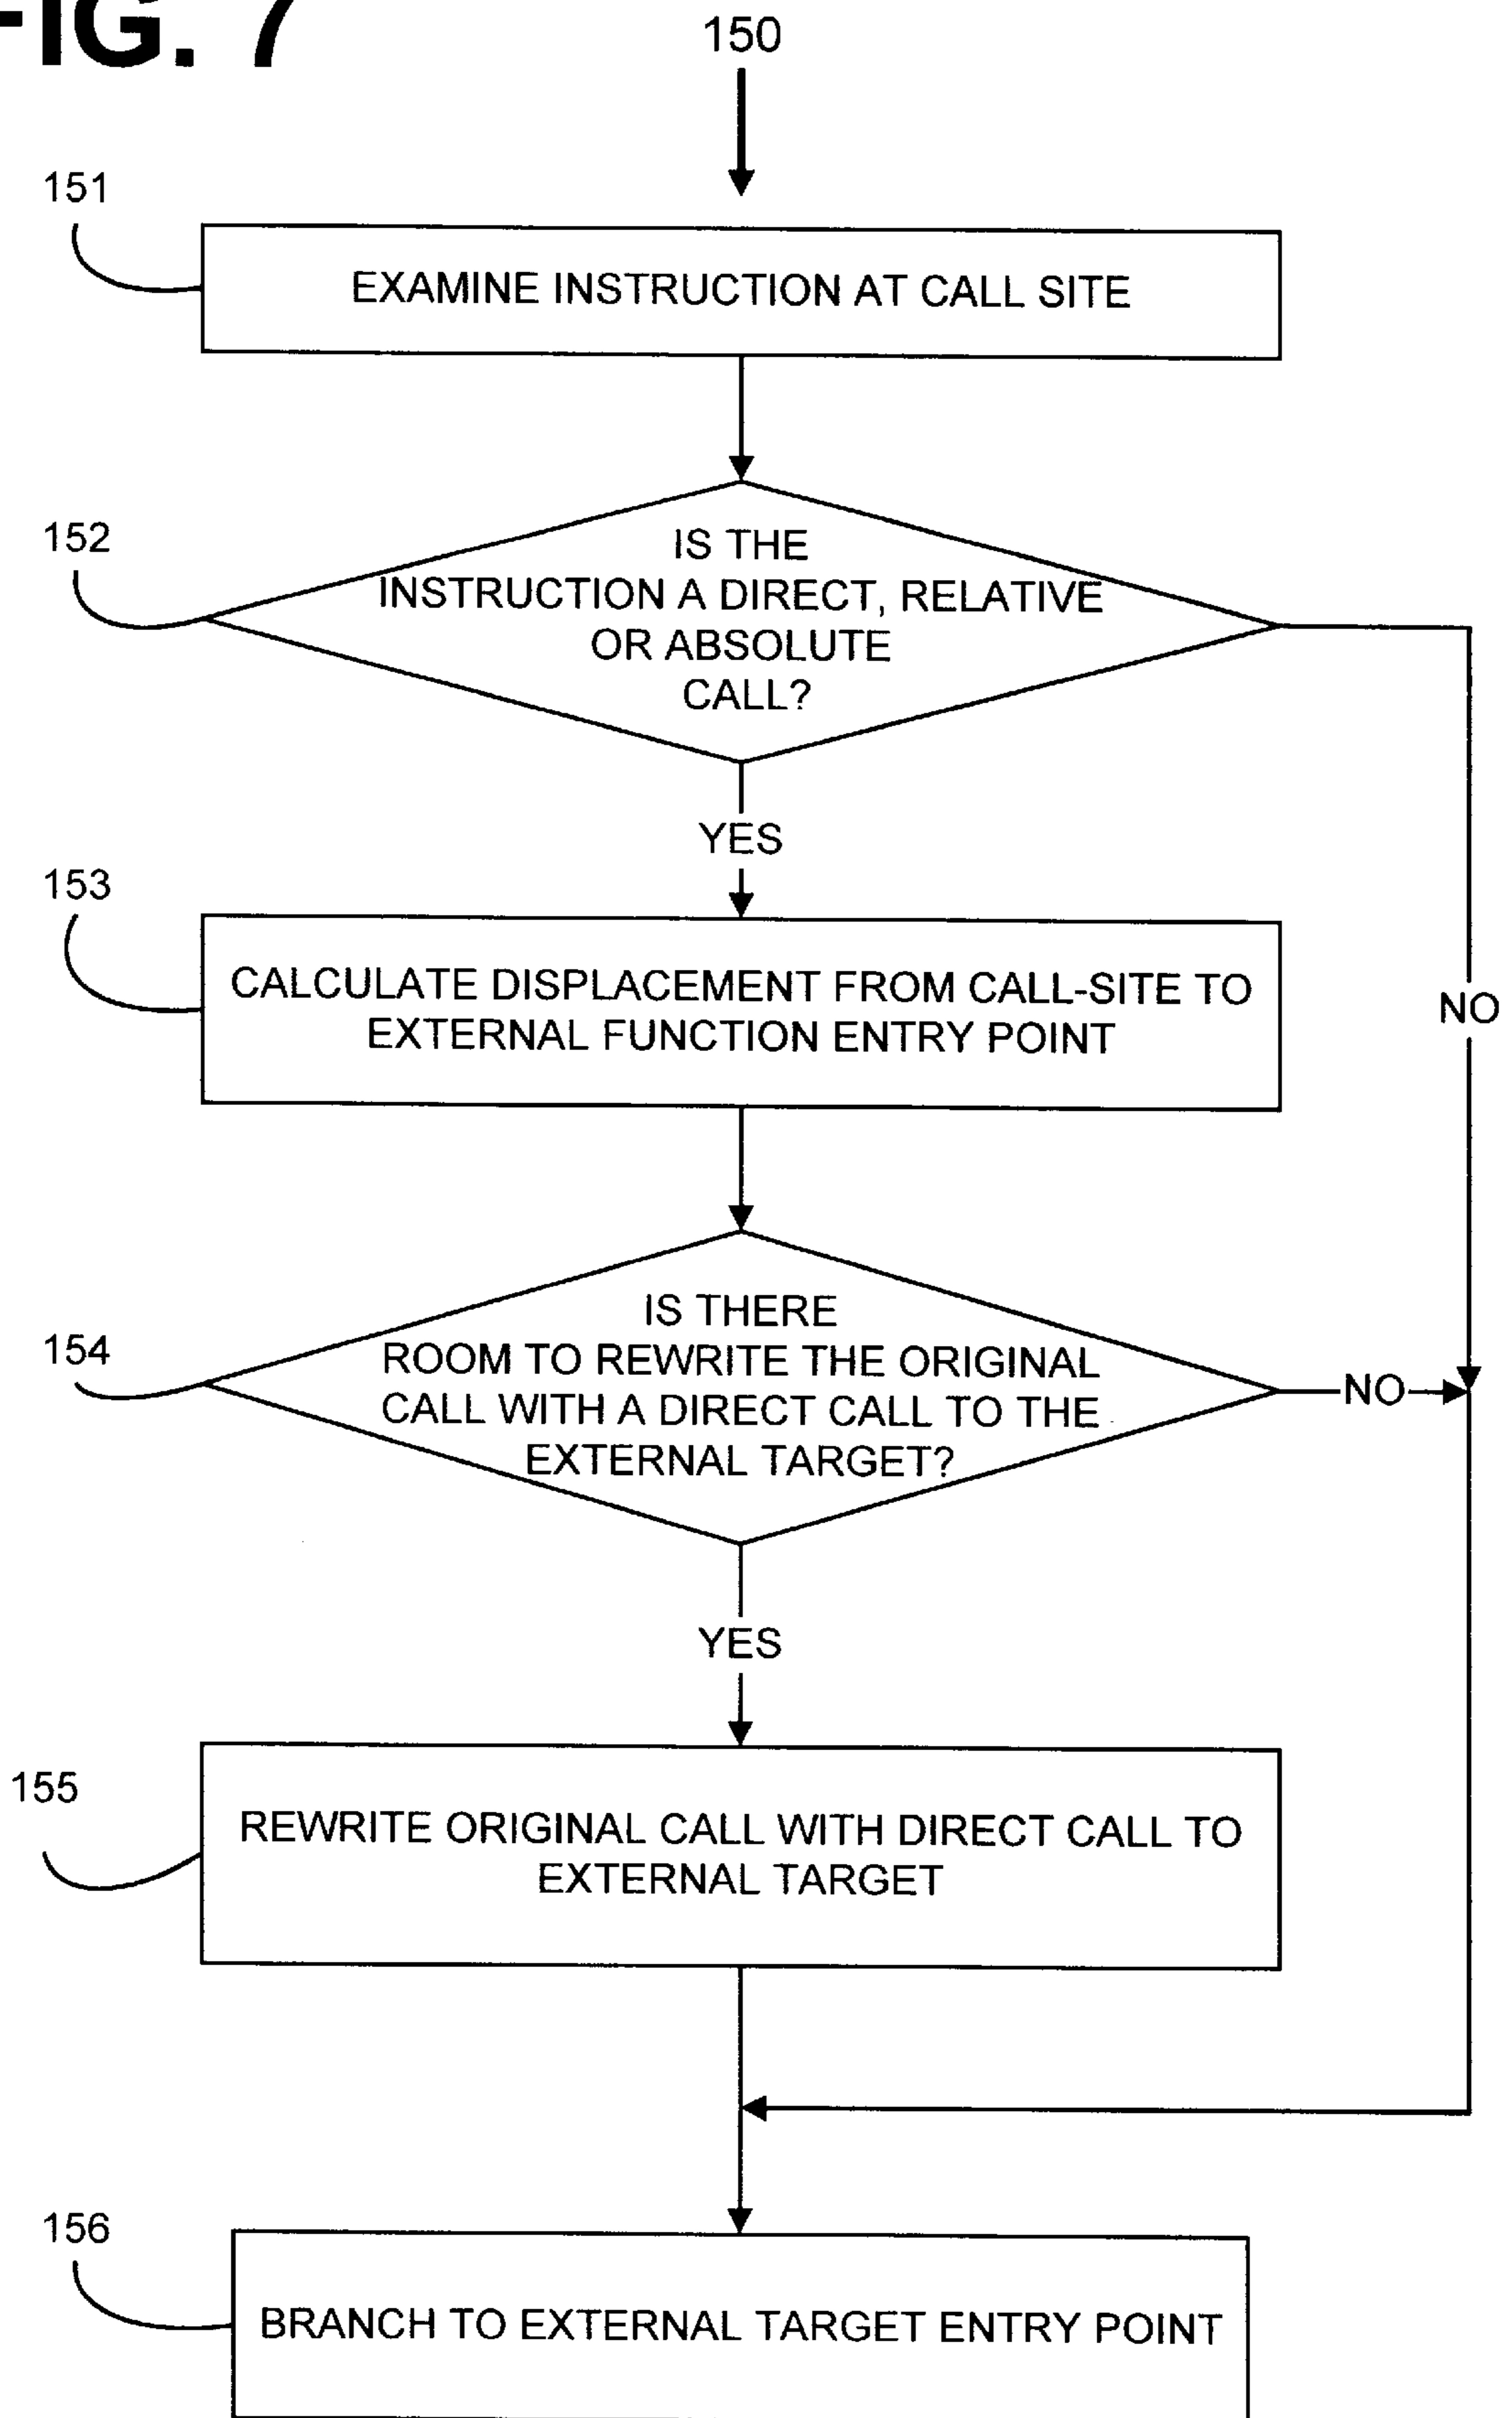 FIG. 7
150
151
EXAMINE INSTRUCTION AT CALL SITE
152
IS THE
INSTRUCTION A DIRECT, RELATIVE
OR ABSOLUTE
CALL?
YES
153
CALCULATE DISPLACEMENT FROM CALL-SITE TO
EXTERNAL FUNCTION ENTRY POINT
NO
154
IS THERE
ROOM TO REWRITE THE ORIGINAL
CALL WITH A DIRECT CALL TO THE
EXTERNAL TARGET?
NO
YES
155
REWRITE ORIGINAL CALL WITH DIRECT CALL TO
EXTERNAL TARGET
156
BRANCH TO EXTERNAL TARGET ENTRY POINT